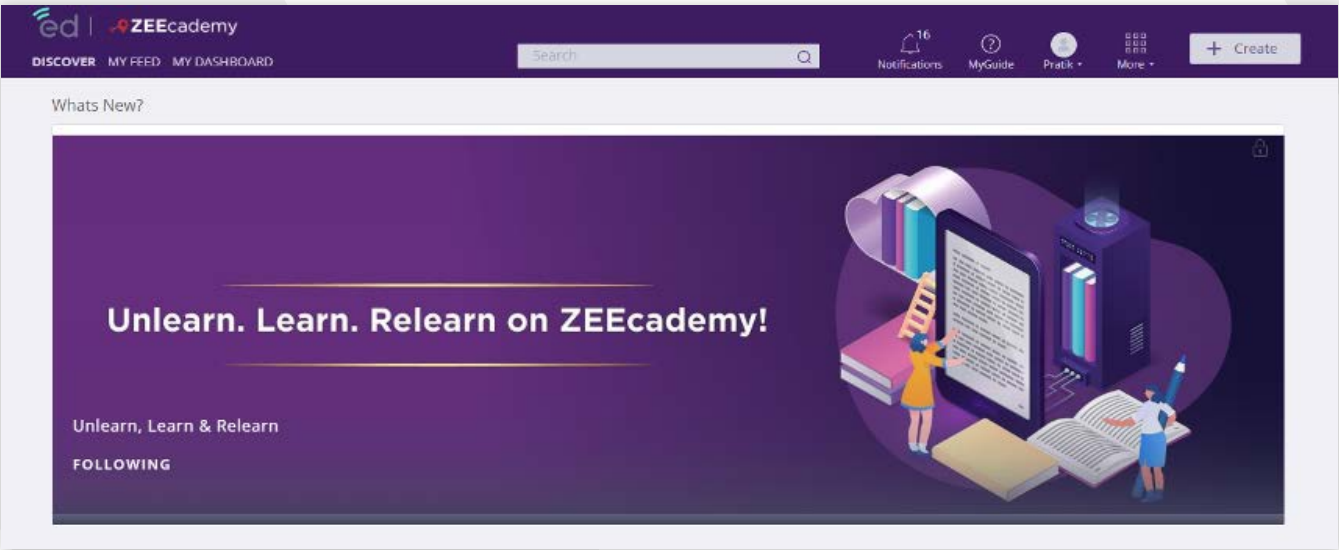 ed | ZEEcademy
DISCOVER MY FEED MY DASHBOARD
Search
16
Notifications
MyGuide
Pratik
More
+ Create
Whats New?
Unlearn. Learn. Relearn on ZEEcademy!
Unlearn, Learn & Relearn
FOLLOWING